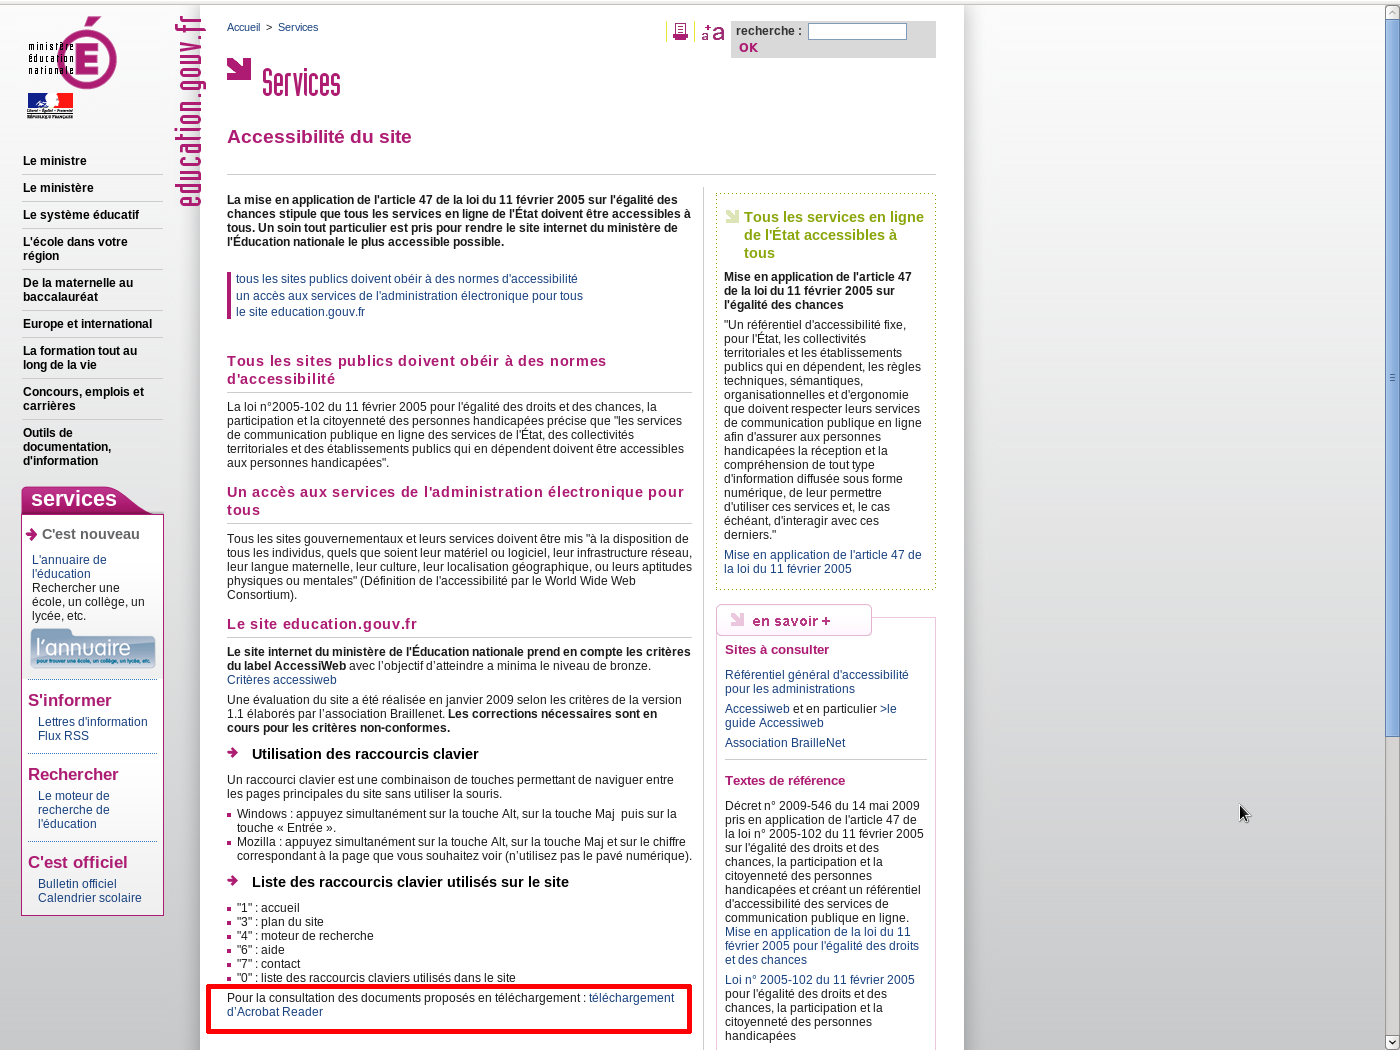 ministère
éducation
nationale
Liberté • Égalité • Fraternité
RÉPUBLIQUE FRANÇAISE
education.gouv.fr
Le ministre
Le ministère
Le système éducatif
L'école dans votre
région
De la maternelle au
baccalauréat
Europe et international
La formation tout au
long de la vie
Concours, emplois et
carrières
Outils de
documentation,
d'information
services
C'est nouveau
L'annuaire de
l'éducation
Rechercher une
école, un collège, un
lycée, etc.
l'annuaire
pour trouver une école, un collège, un lycée, etc.
S'informer
Lettres d'information
Flux RSS
Rechercher
Le moteur de
recherche de
l'éducation
C'est officiel
Bulletin officiel
Calendrier scolaire
Accueil > Services
aa
recherche :
OK
Services
Accessibilité du site
La mise en application de l'article 47 de la loi du 11 février 2005 sur l'égalité des
chances stipule que tous les services en ligne de l'État doivent être accessibles à
tous. Un soin tout particulier est pris pour rendre le site internet du ministère de
l'Éducation nationale le plus accessible possible.
tous les sites publics doivent obéir à des normes d'accessibilité
un accès aux services de l'administration électronique pour tous
le site education.gouv.fr
Tous les sites publics doivent obéir à des normes
d'accessibilité
La loi n°2005-102 du 11 février 2005 pour l'égalité des droits et des chances, la
participation et la citoyenneté des personnes handicapées précise que "les services
de communication publique en ligne des services de l'État, des collectivités
territoriales et des établissements publics qui en dépendent doivent être accessibles
aux personnes handicapées".
Un accès aux services de l'administration électronique pour
tous
Tous les sites gouvernementaux et leurs services doivent être mis "à la disposition de
tous les individus, quels que soient leur matériel ou logiciel, leur infrastructure réseau,
leur langue maternelle, leur culture, leur localisation géographique, ou leurs aptitudes
physiques ou mentales" (Définition de l'accessibilité par le World Wide Web
Consortium).
Le site education.gouv.fr
Le site internet du ministère de l'Éducation nationale prend en compte les critères
du label AccessiWeb avec l’objectif d’atteindre a minima le niveau de bronze.
Critères accessiweb
Une évaluation du site a été réalisée en janvier 2009 selon les critères de la version
1.1 élaborés par l’association Braillenet. Les corrections nécessaires sont en
cours pour les critères non-conformes.
Utilisation des raccourcis clavier
Un raccourci clavier est une combinaison de touches permettant de naviguer entre
les pages principales du site sans utiliser la souris.
Windows : appuyez simultanément sur la touche Alt, sur la touche Maj puis sur la
touche « Entrée ».
Mozilla : appuyez simultanément sur la touche Alt, sur la touche Maj et sur le chiffre
correspondant à la page que vous souhaitez voir (n’utilisez pas le pavé numérique).
Liste des raccourcis clavier utilisés sur le site
"1" : accueil
"3" : plan du site
"4" : moteur de recherche
"6" : aide
"7" : contact
"0" : liste des raccourcis claviers utilisés dans le site
Pour la consultation des documents proposés en téléchargement : téléchargement
d’Acrobat Reader
Tous les services en ligne
de l'État accessibles à
tous
Mise en application de l'article 47
de la loi du 11 février 2005 sur
l'égalité des chances
"Un référentiel d'accessibilité fixe,
pour l'État, les collectivités
territoriales et les établissements
publics qui en dépendent, les règles
techniques, sémantiques,
organisationnelles et d'ergonomie
que doivent respecter leurs services
de communication publique en ligne
afin d'assurer aux personnes
handicapées la réception et la
compréhension de tout type
d'information diffusée sous forme
numérique, de leur permettre
d'utiliser ces services et, le cas
échéant, d'interagir avec ces
derniers."
Mise en application de l'article 47 de
la loi du 11 février 2005
en savoir +
Sites à consulter
Référentiel général d'accessibilité
pour les administrations
Accessiweb et en particulier >le
guide Accessiweb
Association BrailleNet
Textes de référence
Décret n° 2009-546 du 14 mai 2009
pris en application de l'article 47 de
la loi n° 2005-102 du 11 février 2005
sur l'égalité des droits et des
chances, la participation et la
citoyenneté des personnes
handicapées et créant un référentiel
d'accessibilité des services de
communication publique en ligne.
Mise en application de la loi du 11
février 2005 pour l'égalité des droits
et des chances
Loi n° 2005-102 du 11 février 2005
pour l'égalité des droits et des
chances, la participation et la
citoyenneté des personnes
handicapées